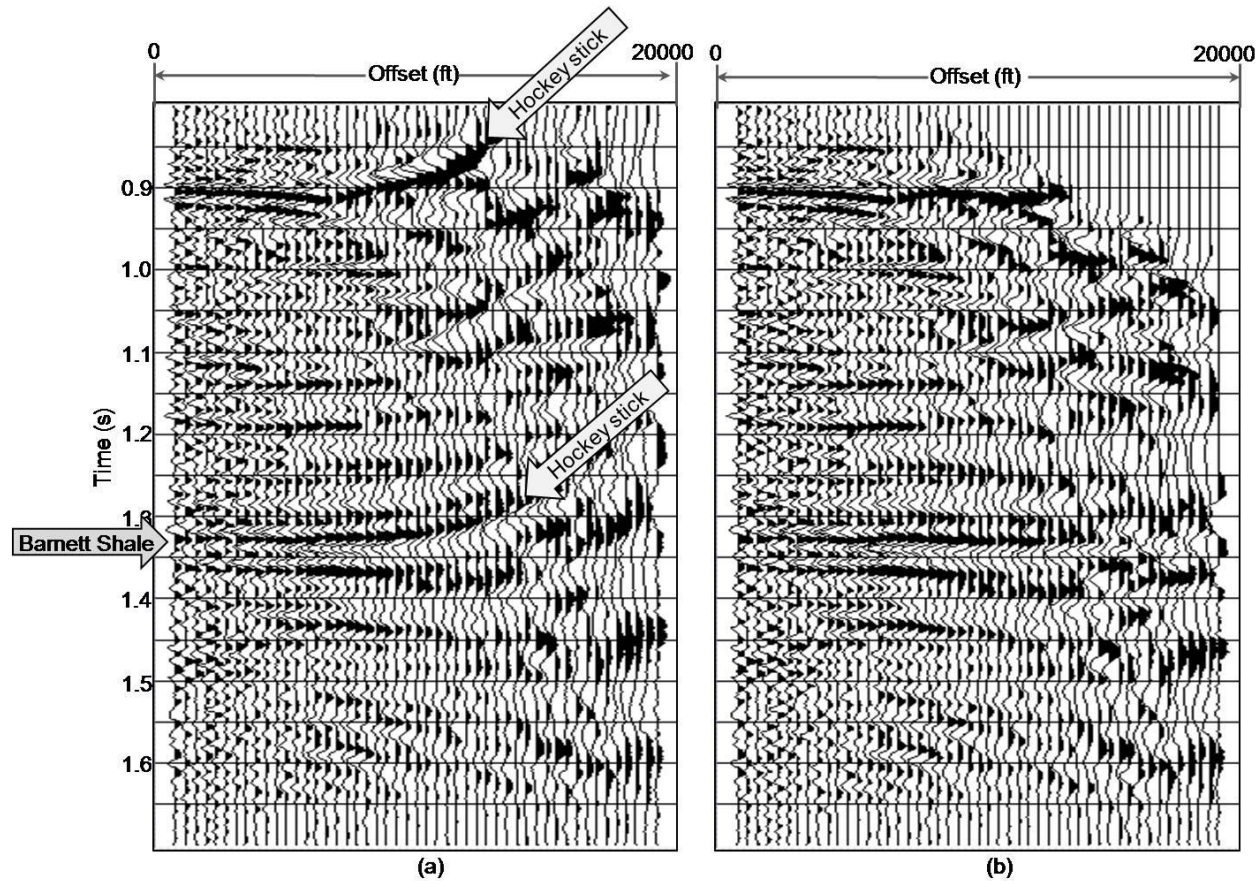 0 20000
Offset (ft)
Hockey stick
0 20000
Offset (ft)
0.9
1.0
1.1
1.2
Hockey stick
1.3
Barnett Shale
1.4
1.5
1.6
Time (s)
(a)
(b)